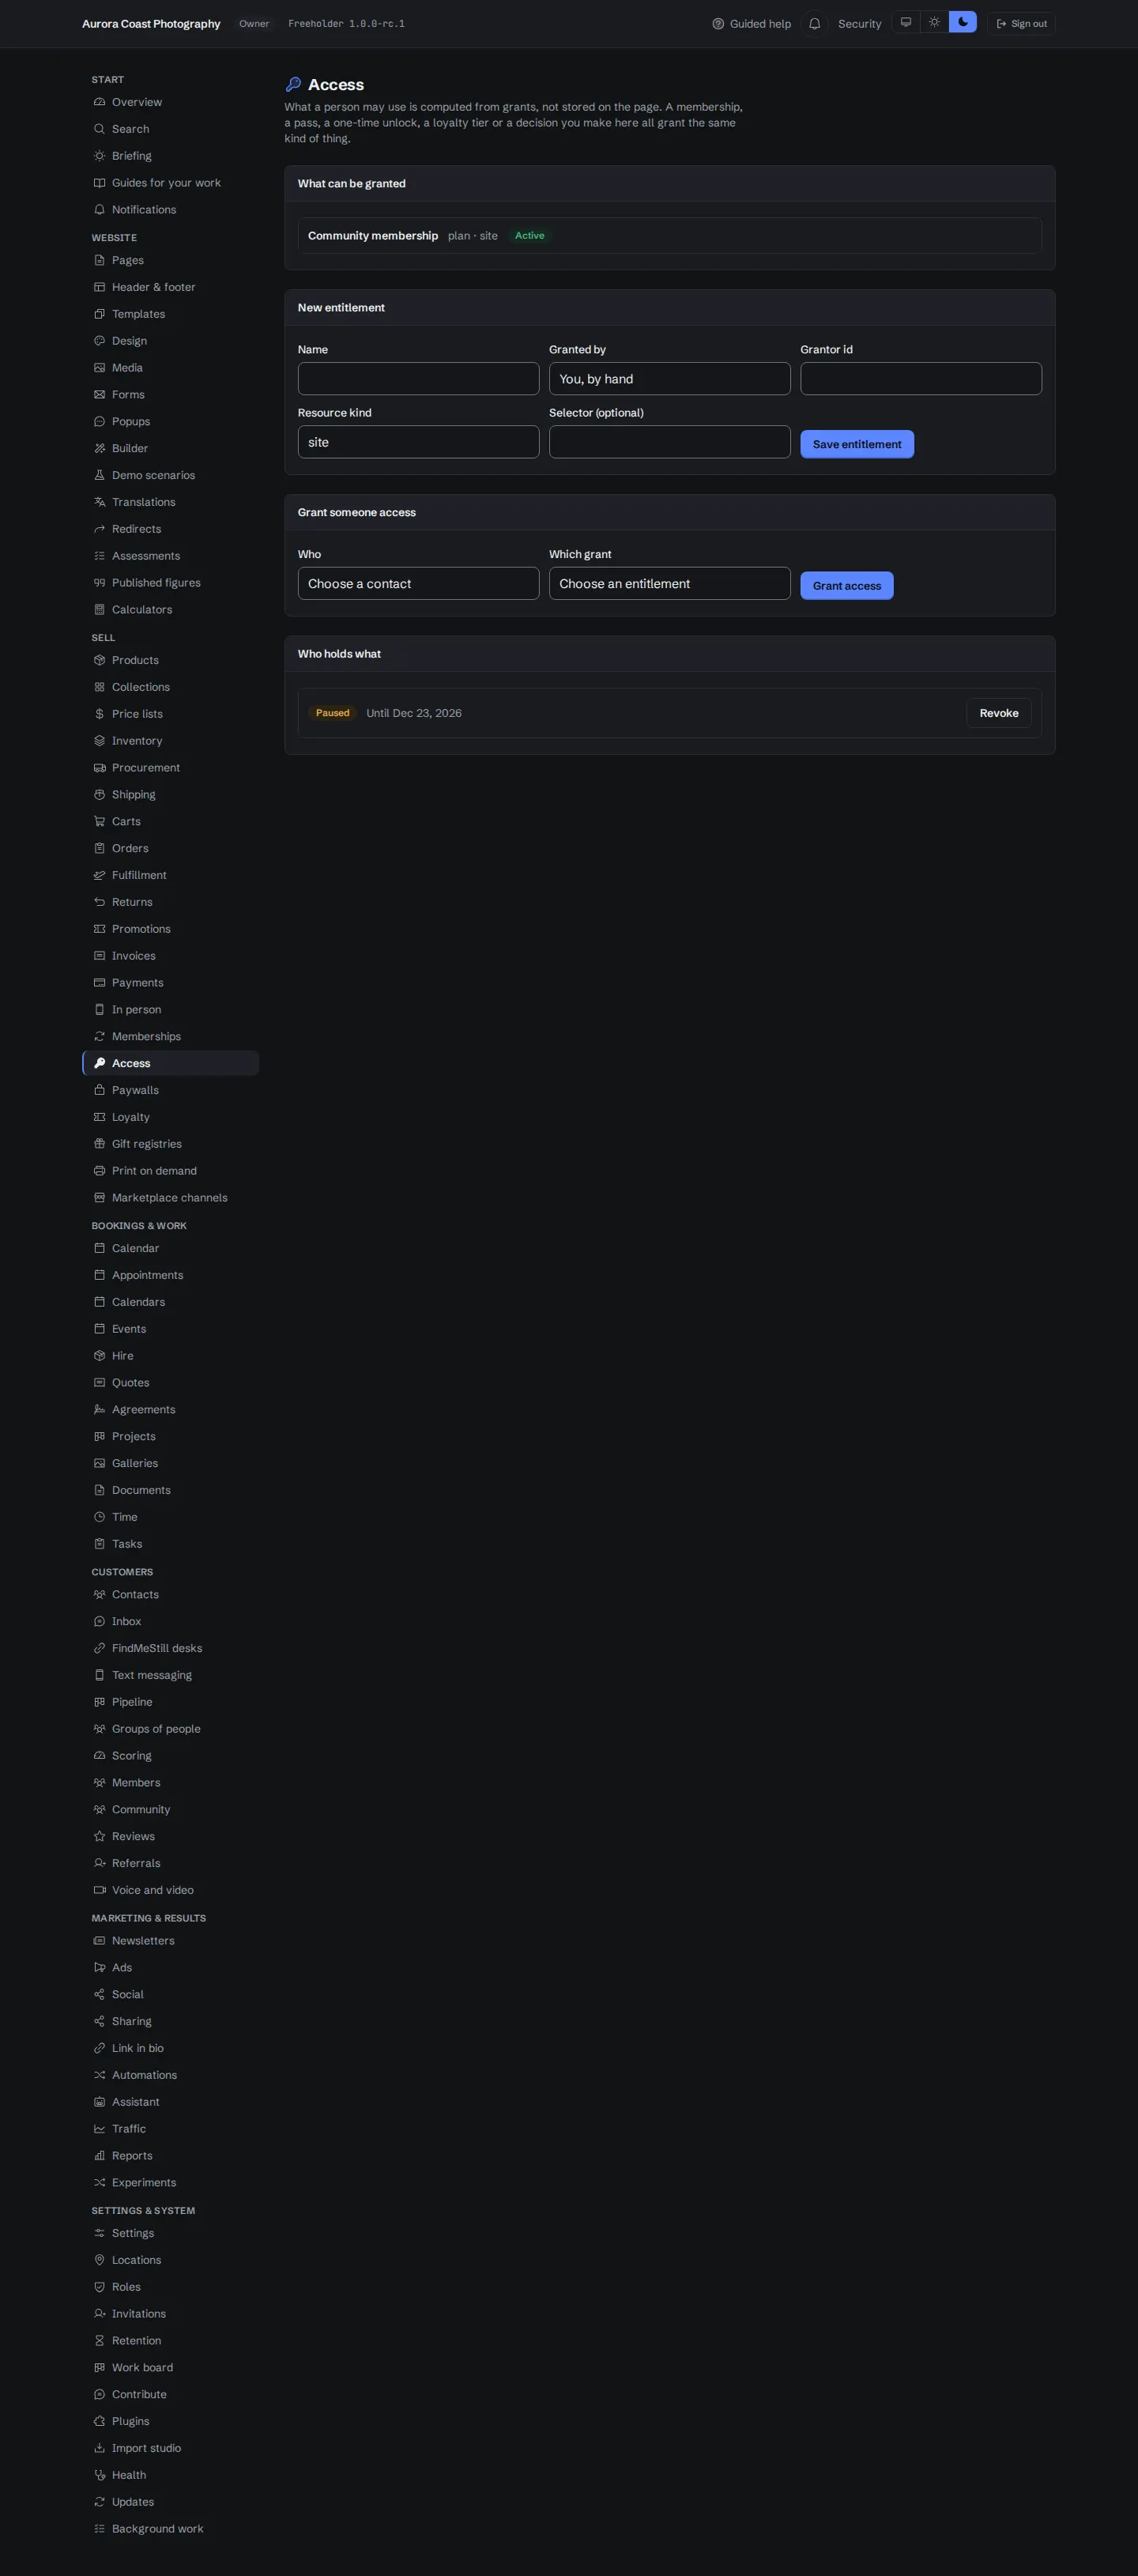 Aurora Coast Photography Owner Freeholder 1.0.0-rc.1 Guided help Security Sign out
START
Overview
Search
Briefing
Guides for your work
Notifications
WEBSITE
Pages
Header & footer
Templates
Design
Media
Forms
Popups
Builder
Demo scenarios
Translations
Redirects
Assessments
Published figures
Calculators
SELL
Products
Collections
Price lists
Inventory
Procurement
Shipping
Carts
Orders
Fulfillment
Returns
Promotions
Invoices
Payments
In person
Memberships
Access
Paywalls
Loyalty
Gift registries
Print on demand
Marketplace channels
BOOKINGS & WORK
Calendar
Appointments
Calendars
Events
Hire
Quotes
Agreements
Projects
Galleries
Documents
Time
Tasks
CUSTOMERS
Contacts
Inbox
FindMeStill desks
Text messaging
Pipeline
Groups of people
Scoring
Members
Community
Reviews
Referrals
Voice and video
MARKETING & RESULTS
Newsletters
Ads
Social
Sharing
Link in bio
Automations
Assistant
Traffic
Reports
Experiments
SETTINGS & SYSTEM
Settings
Locations
Roles
Invitations
Retention
Work board
Contribute
Plugins
Import studio
Health
Updates
Background work
Access
What a person may use is computed from grants, not stored on the page. A membership,
a pass, a one-time unlock, a loyalty tier or a decision you make here all grant the same
kind of thing.
What can be granted
Community membership plan · site Active
New entitlement
Name Granted by Grantor id
You, by hand
Resource kind Selector (optional)
site Save entitlement
Grant someone access
Who Which grant
Choose a contact Choose an entitlement Grant access
Who holds what
Paused Until Dec 23, 2026 Revoke